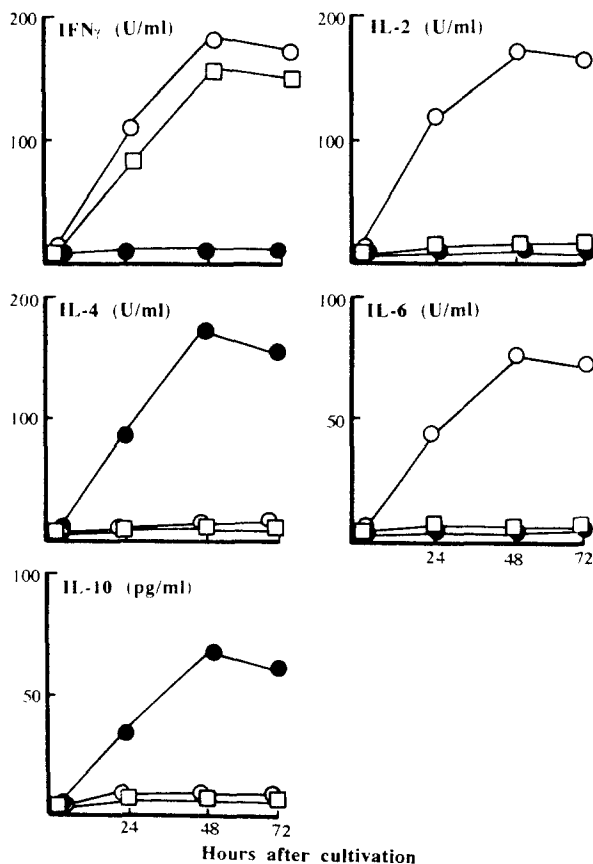 200
IFNγ (U/ml)
100
200
IL-2 (U/ml)
100
200
IL-4 (U/ml)
100
100
IL-6 (U/ml)
50
24 48 72
100
IL-10 (pg/ml)
50
24 48 72
Hours after cultivation